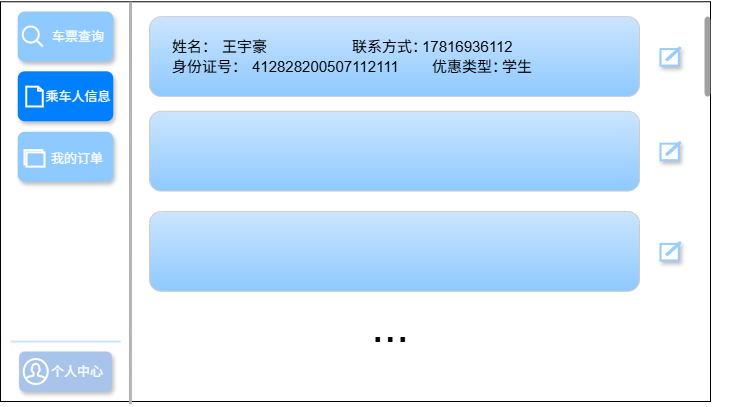 车票查询
乘车人信息
我的订单
个人中心
姓名： 王宇豪 联系方式：17816936112
身份证号： 412828200507112111 优惠类型：学生
...